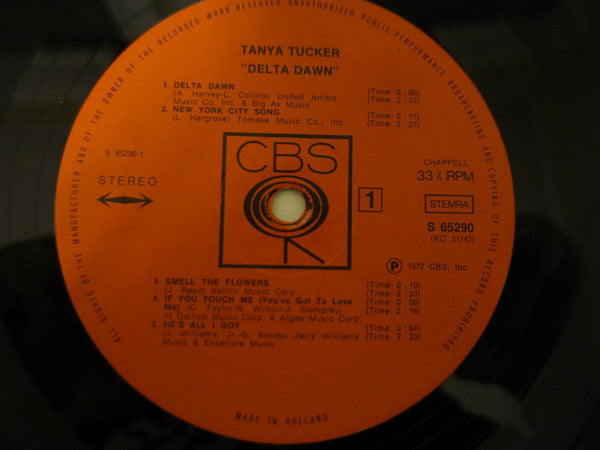 ALL RIGHTS OF THE MANUFACTURER AND OF THE OWNER OF THE RECORDED WORK RESERVED UNAUTHORIZED PUBLIC PERFORMANCE BROADCASTING AND COPYING OF THIS RECORD PROHIBITED
TANYA TUCKER
"DELTA DAWN"
1 DELTA DAWN (Time: 0:00)
(A. Harvey-L. Collins) United Artists
Music Co. Inc. & Big Ax Music (Time: 2:52)
2. NEW YORK CITY SONG (Time: 0:11)
(L. Hargrove) Tomake Music Co., Inc. (Time: 2:27)
S 65290-1
STEREO
CBS
1
CHAPPELL
33⅓ RPM
STEMRA
S 65290
(KC 31742)
P 1972 CBS, Inc.
3. SMELL THE FLOWERS (Time: 0:10)
(J. Reed) Vector Music Corp. (Time: 2:23)
4. IF YOU TOUCH ME (You've Got To Love (Time: 0:06)
Me) (C. Taylor-N. Wilson-J Stampley) (Time: 2:18)
Al Gallico Music Corp & Algee Music Corp.
5. HE'S ALL I GOT (Time: 0:04)
(J. Williams, Jr.-G. Bonds) Jerry Williams (Time: 2:23)
Music & Excellore Music.
MADE IN HOLLAND